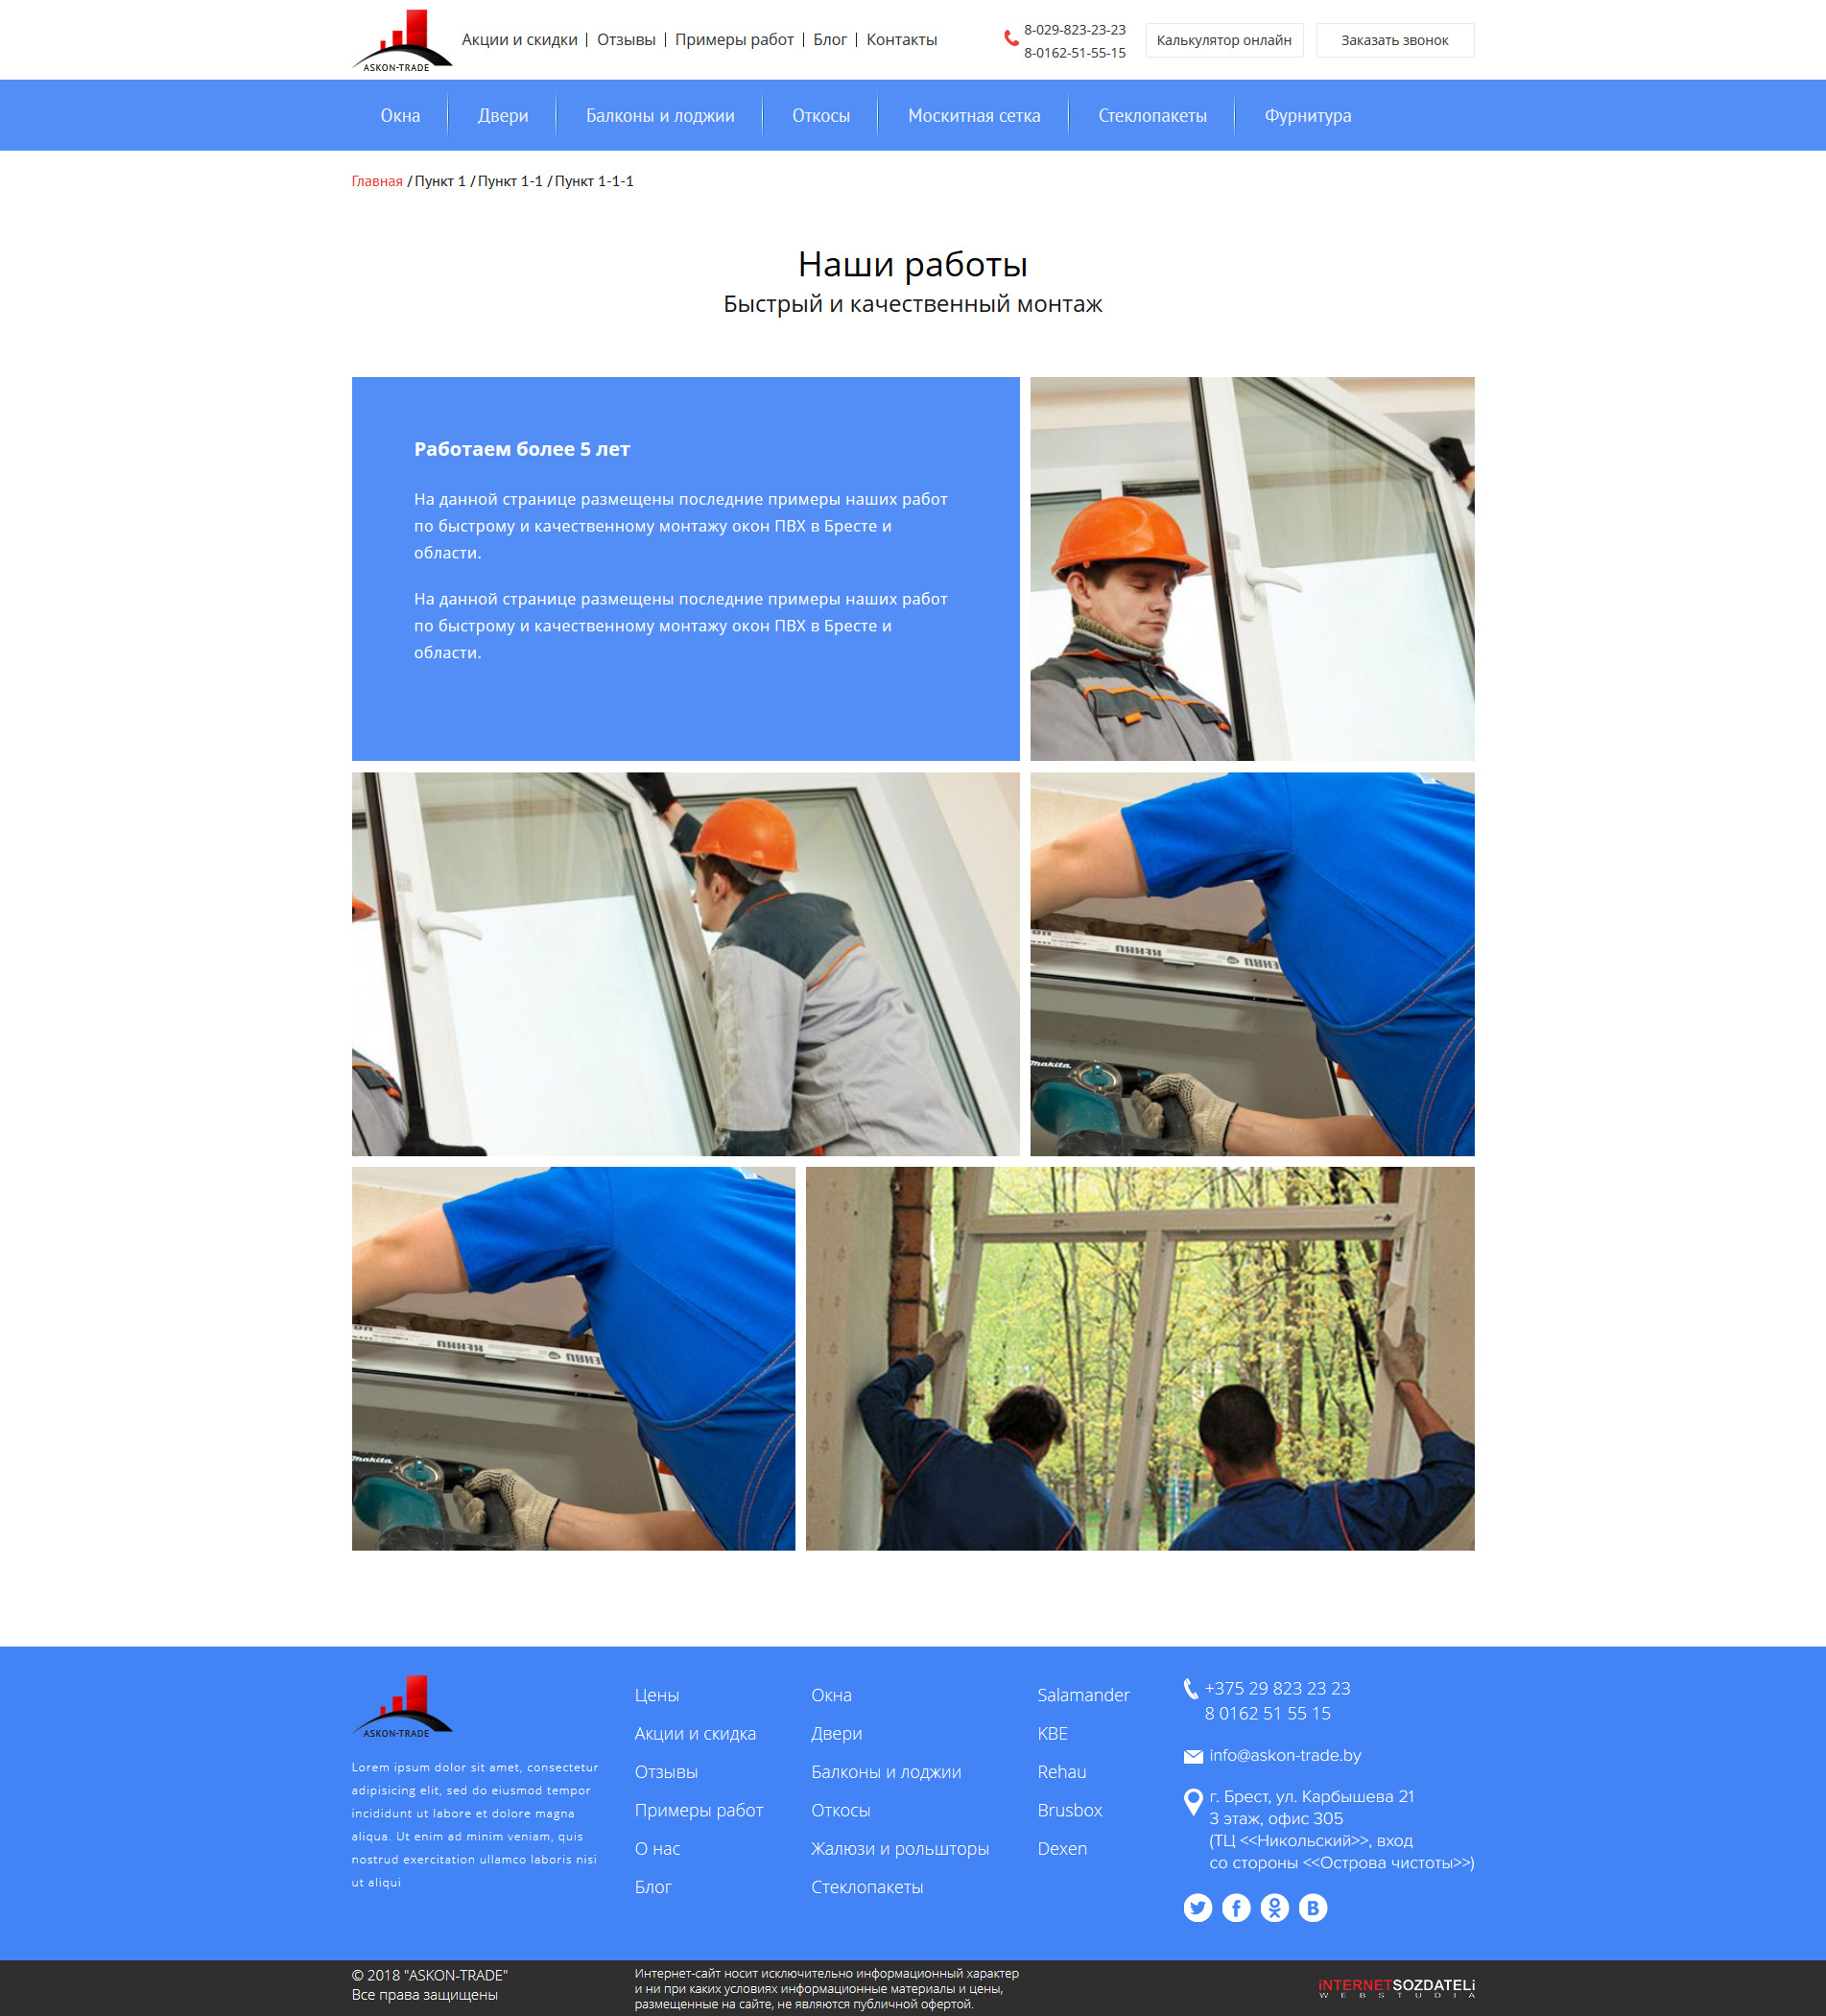 ASKON-TRADE
Акции и скидки | Отзывы | Примеры работ | Блог | Контакты
8-029-823-23-23
8-0162-51-55-15
Калькулятор онлайн
Заказать звонок
Окна
Двери
Балконы и лоджии
Откосы
Москитная сетка
Стеклопакеты
Фурнитура
Главная / Пункт 1 / Пункт 1-1 / Пункт 1-1-1
Наши работы
Быстрый и качественный монтаж
Работаем более 5 лет
На данной странице размещены последние примеры наших работ
по быстрому и качественному монтажу окон ПВХ в Бресте и
области.
На данной странице размещены последние примеры наших работ
по быстрому и качественному монтажу окон ПВХ в Бресте и
области.
makita
makita
ASKON-TRADE
Lorem ipsum dolor sit amet, consectetur
adipisicing elit, sed do eiusmod tempor
incididunt ut labore et dolore magna
aliqua. Ut enim ad minim veniam, quis
nostrud exercitation ullamco laboris nisi
ut aliqui
Цены
Акции и скидка
Отзывы
Примеры работ
О нас
Блог
Окна
Двери
Балконы и лоджии
Откосы
Жалюзи и рольшторы
Стеклопакеты
Salamander
KBE
Rehau
Brusbox
Dexen
+375 29 823 23 23
8 0162 51 55 15
info@askon-trade.by
г. Брест, ул. Карбышева 21
3 этаж, офис 305
(ТЦ <<Никольский>>, вход
со стороны <<Острова чистоты>>)
© 2018 "ASKON-TRADE"
Все права защищены
Интернет-сайт носит исключительно информационный характер
и ни при каких условиях информационные материалы и цены,
размещенные на сайте, не являются публичной офертой.
iNTERNETSOZDATELi
WEBSTUDIA